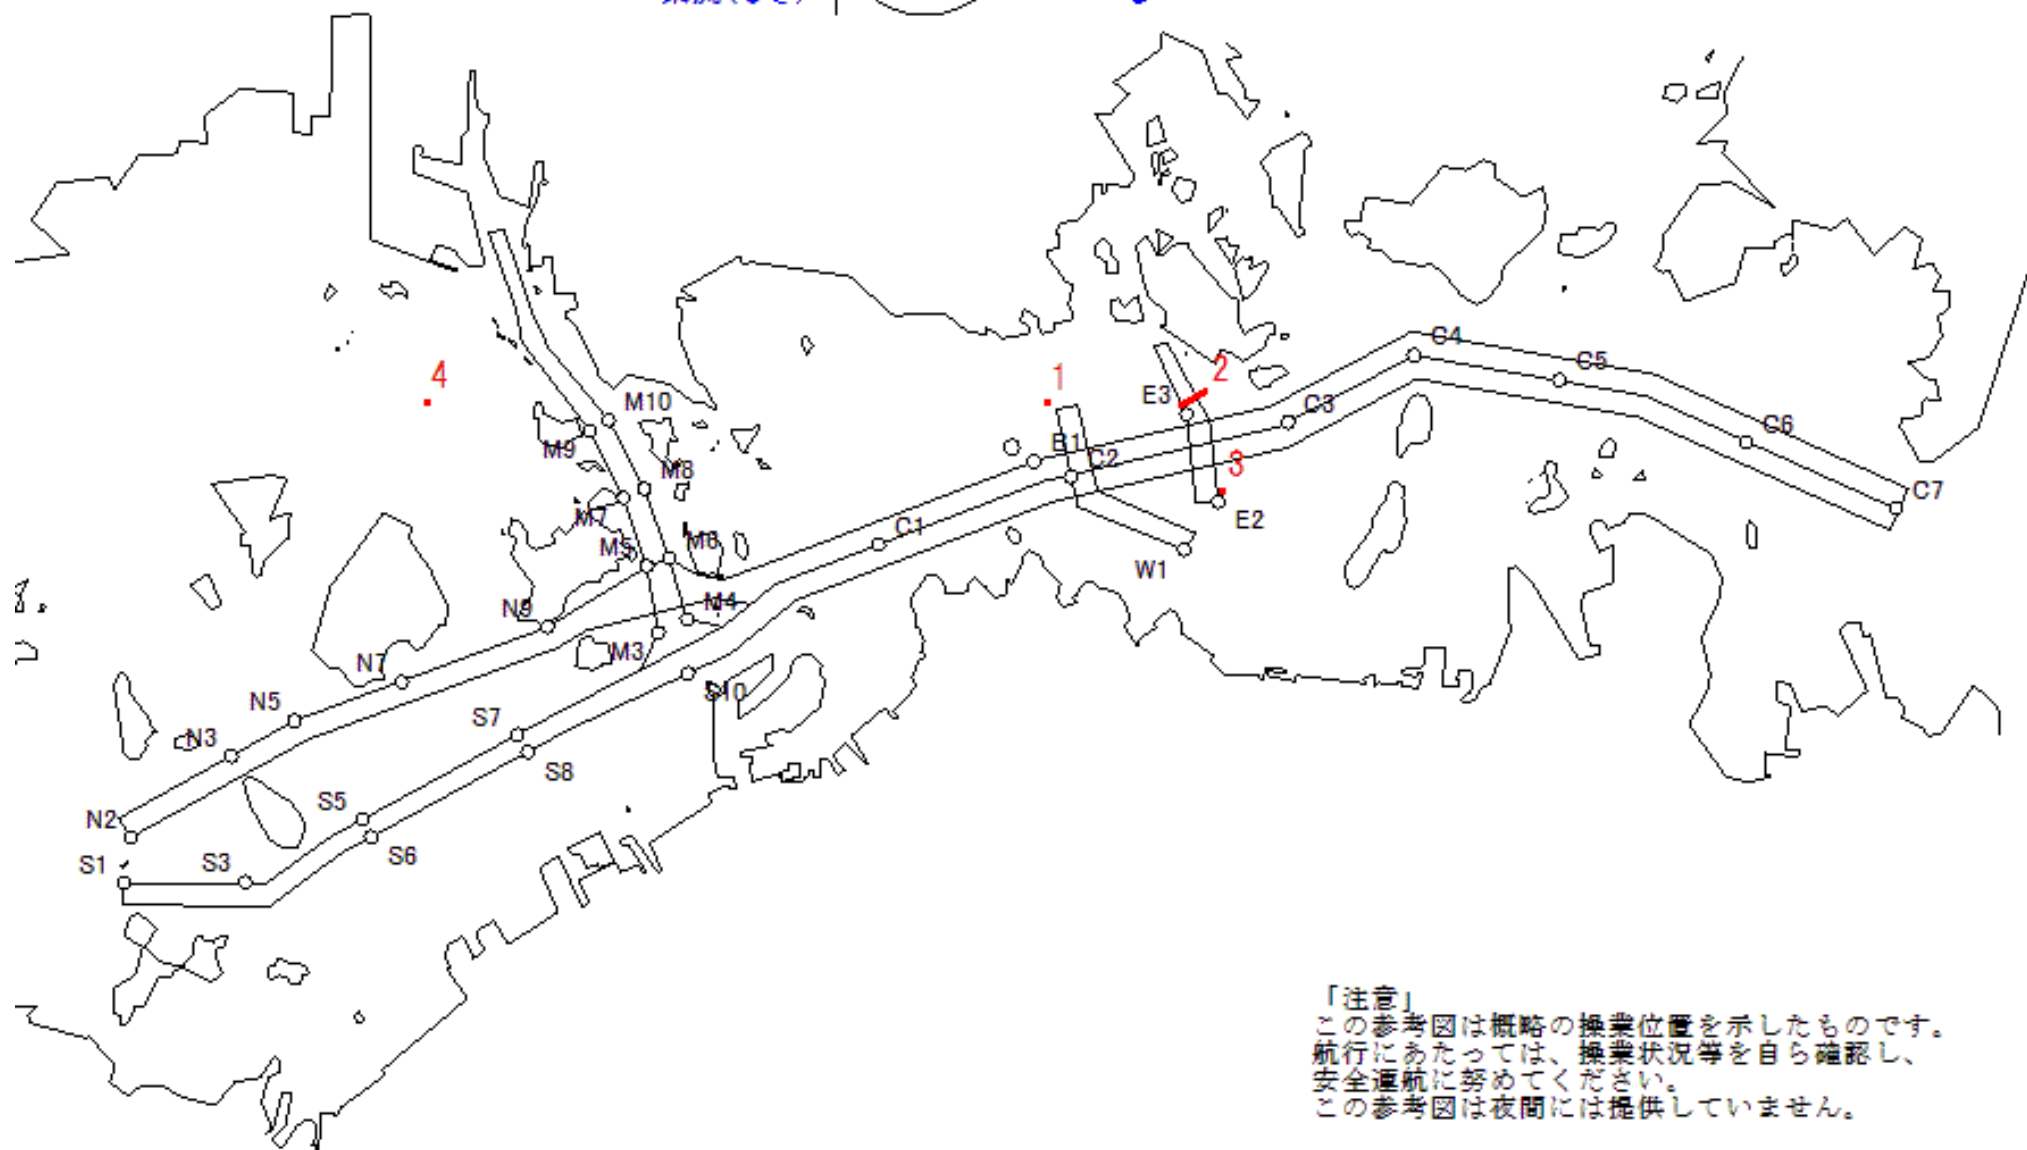 4
1
2
C4
C5
E3
M10
C3
B1
C6
M9
M8
C2
3
C7
M7
E2
C1
M5
M6
W1
N9
M4
M3
N7
S10
N5
S7
N3
S8
S5
N2
S6
S1
S3
「注意」
この参考図は概略の操業位置を示したものです。
航行にあたっては、操業状況等を自ら確認し、
安全運航に努めてください。
この参考図は夜間には提供していません。